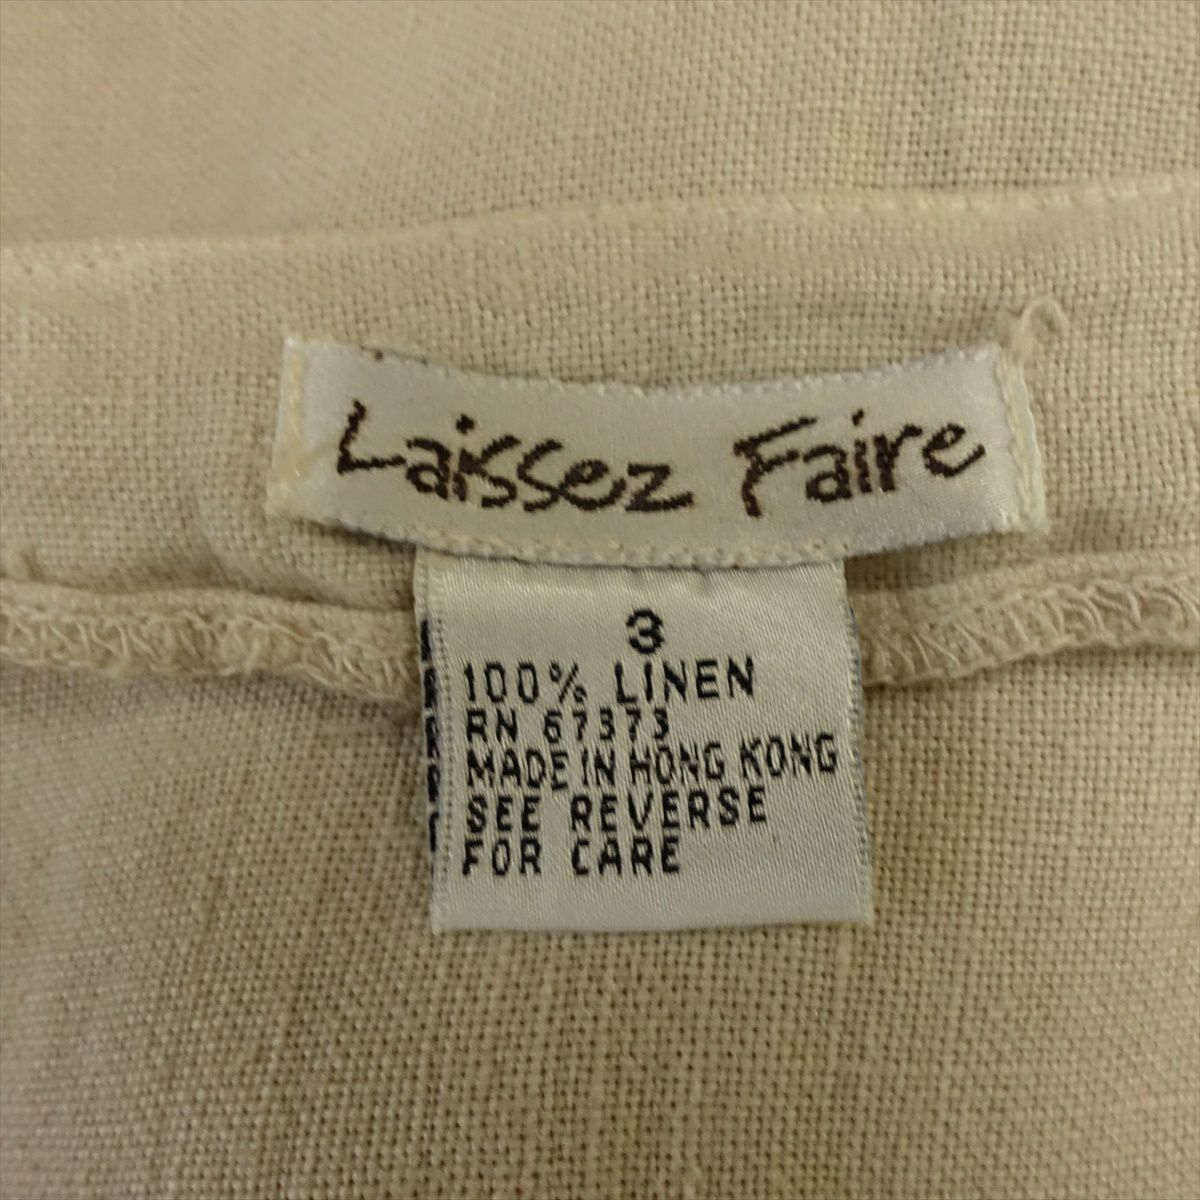 Laissez Faire
3
100% LINEN
RN 67373
MADE IN HONG KONG
SEE REVERSE
FOR CARE